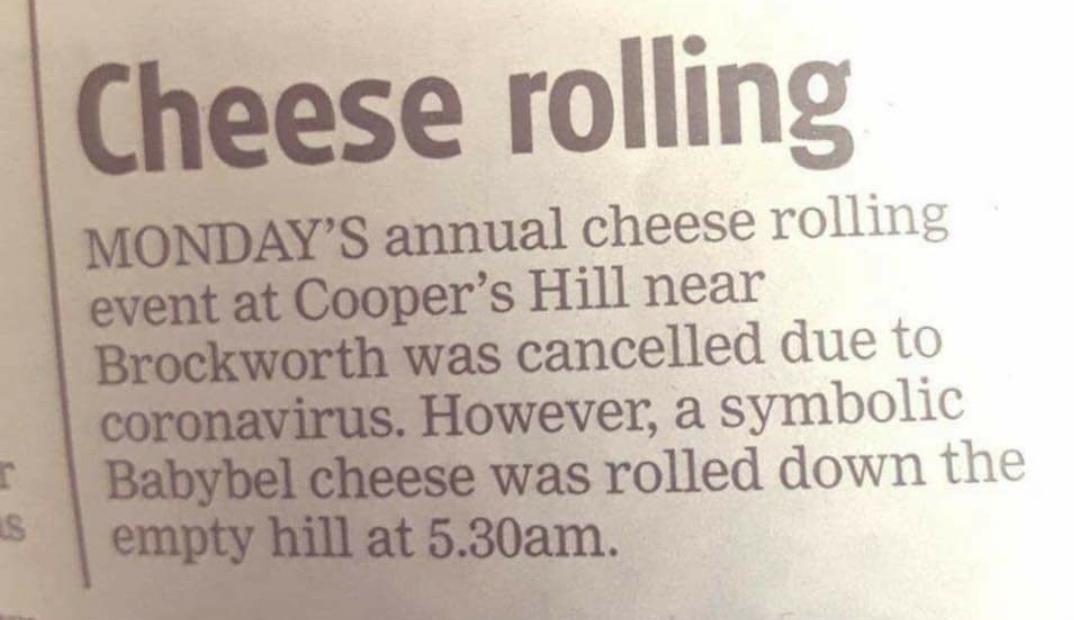 Cheese rolling
MONDAY’S annual cheese rolling
event at Cooper’s Hill near
Brockworth was cancelled due to
coronavirus. However, a symbolic
Babybel cheese was rolled down the
empty hill at 5.30am.